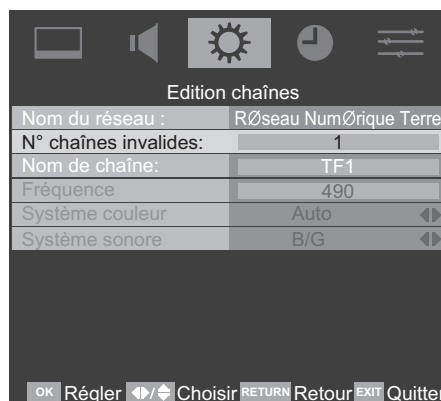 Edition chaînes
Nom du réseau : RØseau NumØrique Terre
N° chaînes invalides: 1
Nom de chaîne: TF1
Fréquence 490
Système couleur Auto
Système sonore B/G
OK Régler / Choisir RETURN Retour EXIT Quitter